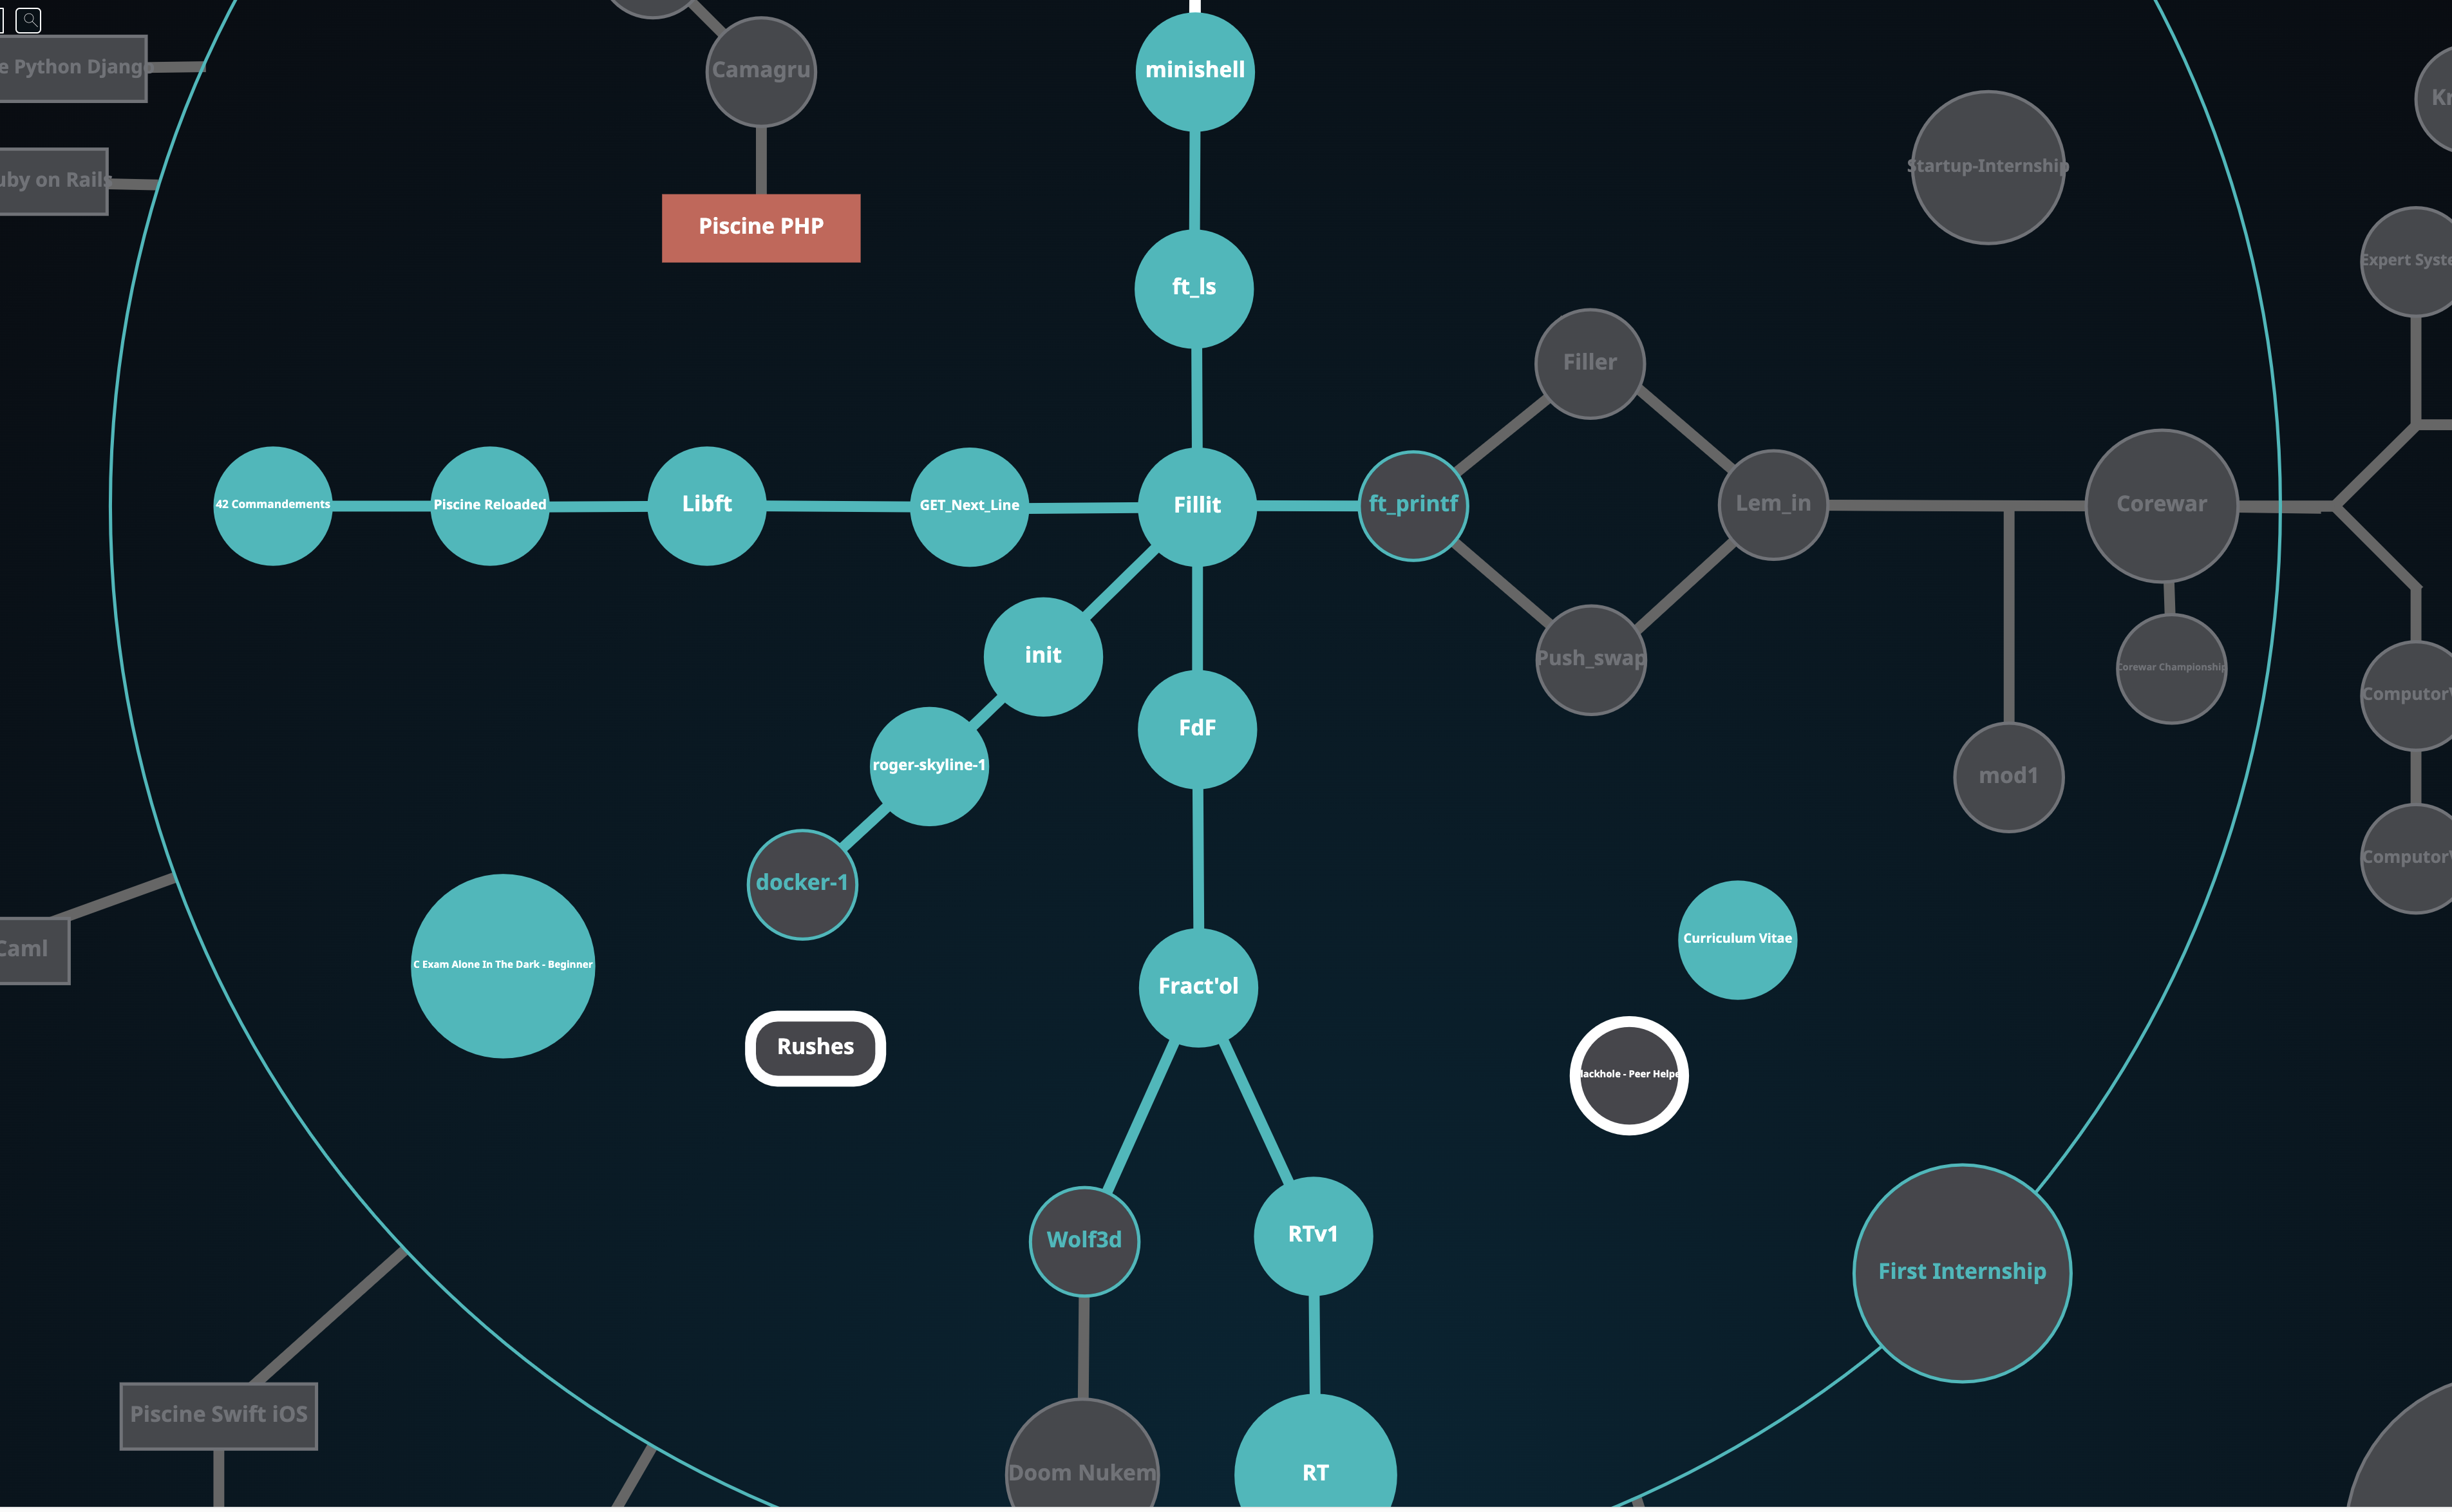 minishell
Camagru
e Python Django
Kr
Startup-Internship
uby on Rails
Piscine PHP
Expert Syste
ft_ls
Filler
42 Commandements
Piscine Reloaded
Libft
GET_Next_Line
Fillit
ft_printf
Lem_in
Corewar
init
Push_swap
Corewar Championship
ComputorV
FdF
roger-skyline-1
mod1
ComputorV
docker-1
Caml
C Exam Alone In The Dark - Beginner
Curriculum Vitae
Fract'ol
Rushes
lackhole - Peer Helpe
Wolf3d
RTv1
First Internship
Piscine Swift iOS
Doom Nukem
RT